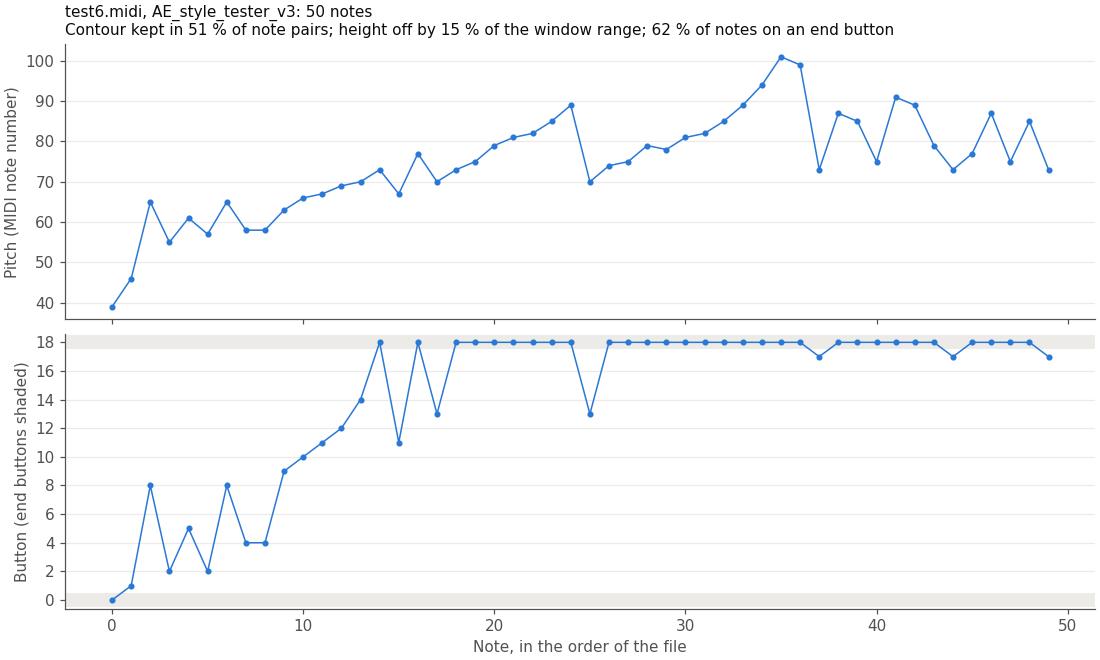 test6.midi, AE_style_tester_v3: 50 notes
Contour kept in 51 % of note pairs; height off by 15 % of the window range; 62 % of notes on an end button
Pitch (MIDI note number)
100
90
80
70
60
50
40
Button (end buttons shaded)
18
16
14
12
10
8
6
4
2
0
0 10 20 30 40 50
Note, in the order of the file